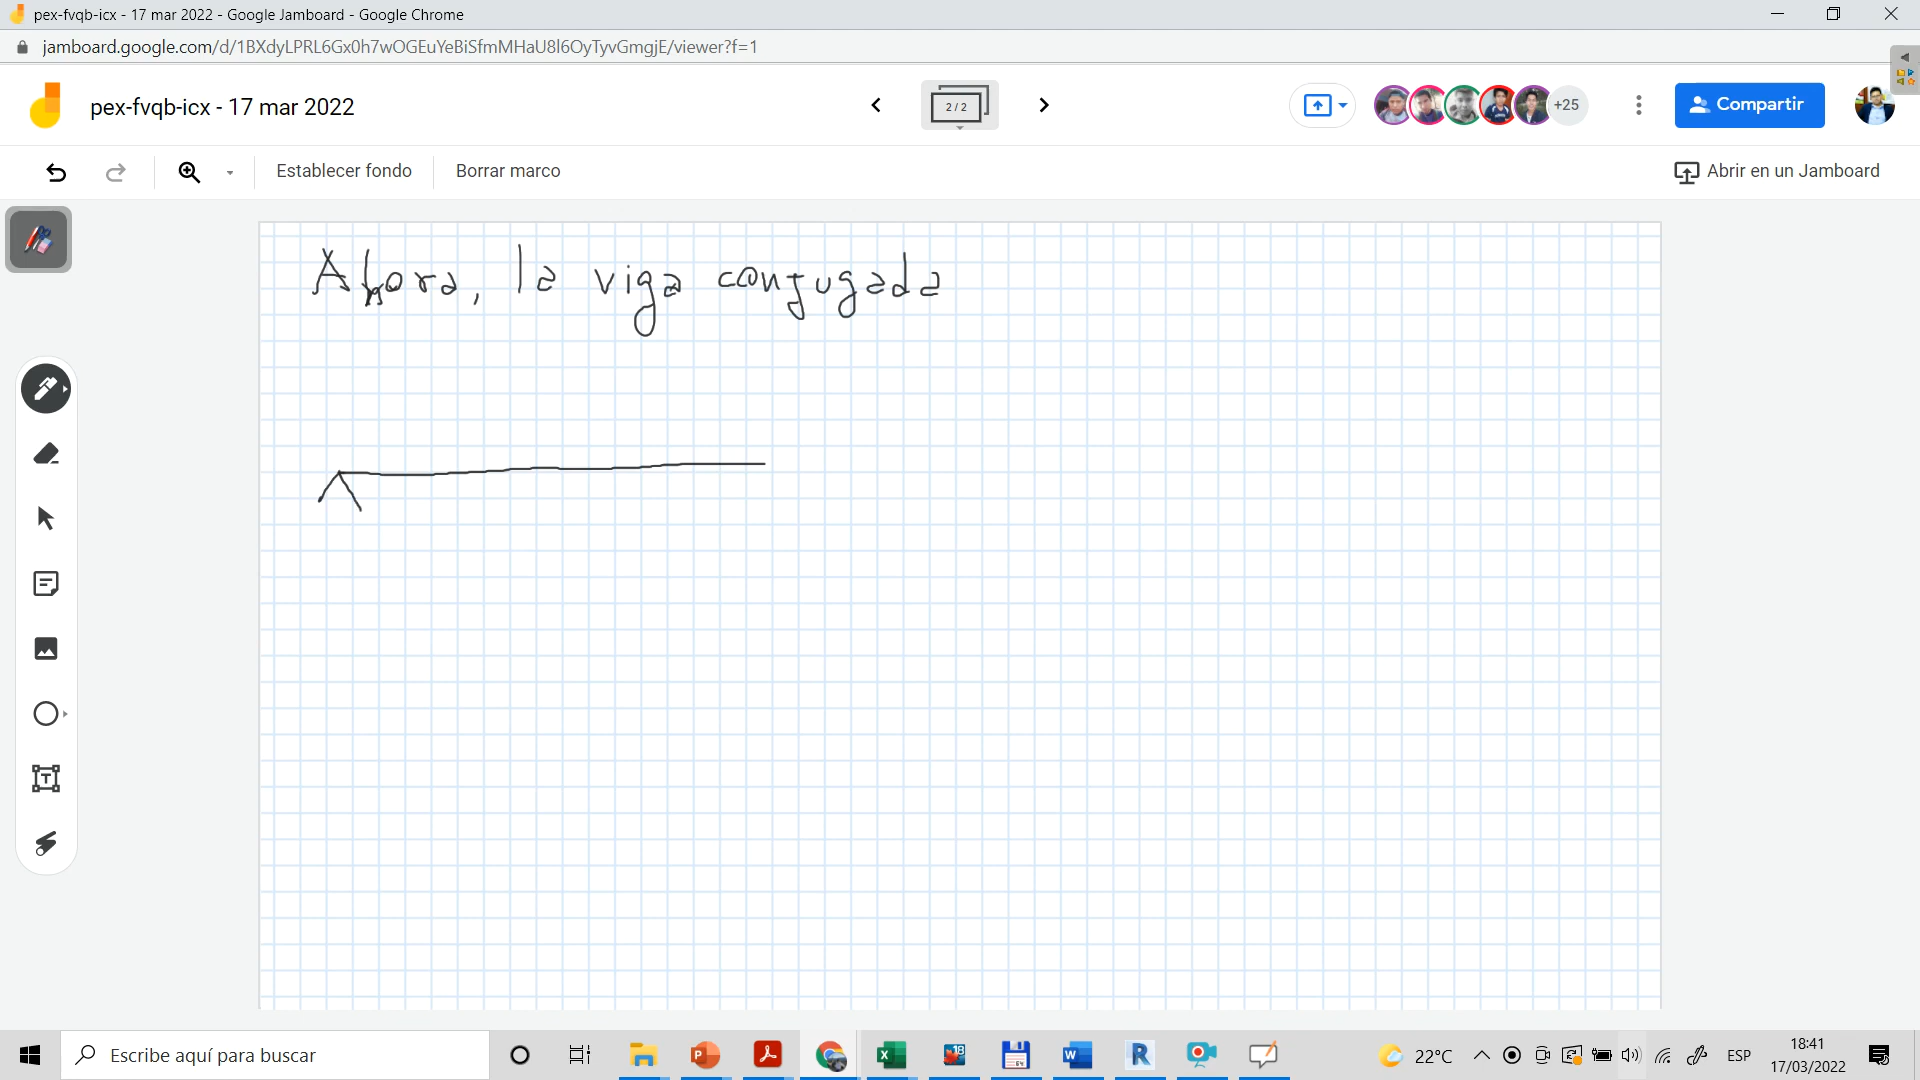 pex-fvqb-icx - 17 mar 2022 - Google Jamboard - Google Chrome
jamboard.google.com/d/1BXdyLPRL6Gx0h7wOGEuYeBiSfmMHaU8l6OyTyvGmgjE/viewer?f=1
pex-fvqb-icx - 17 mar 2022
2 / 2
+25
Compartir
Establecer fondo
Borrar marco
Abrir en un Jamboard
Ahora, la viga conjugada
Escribe aquí para buscar
22°C
ESP
18:41
17/03/2022